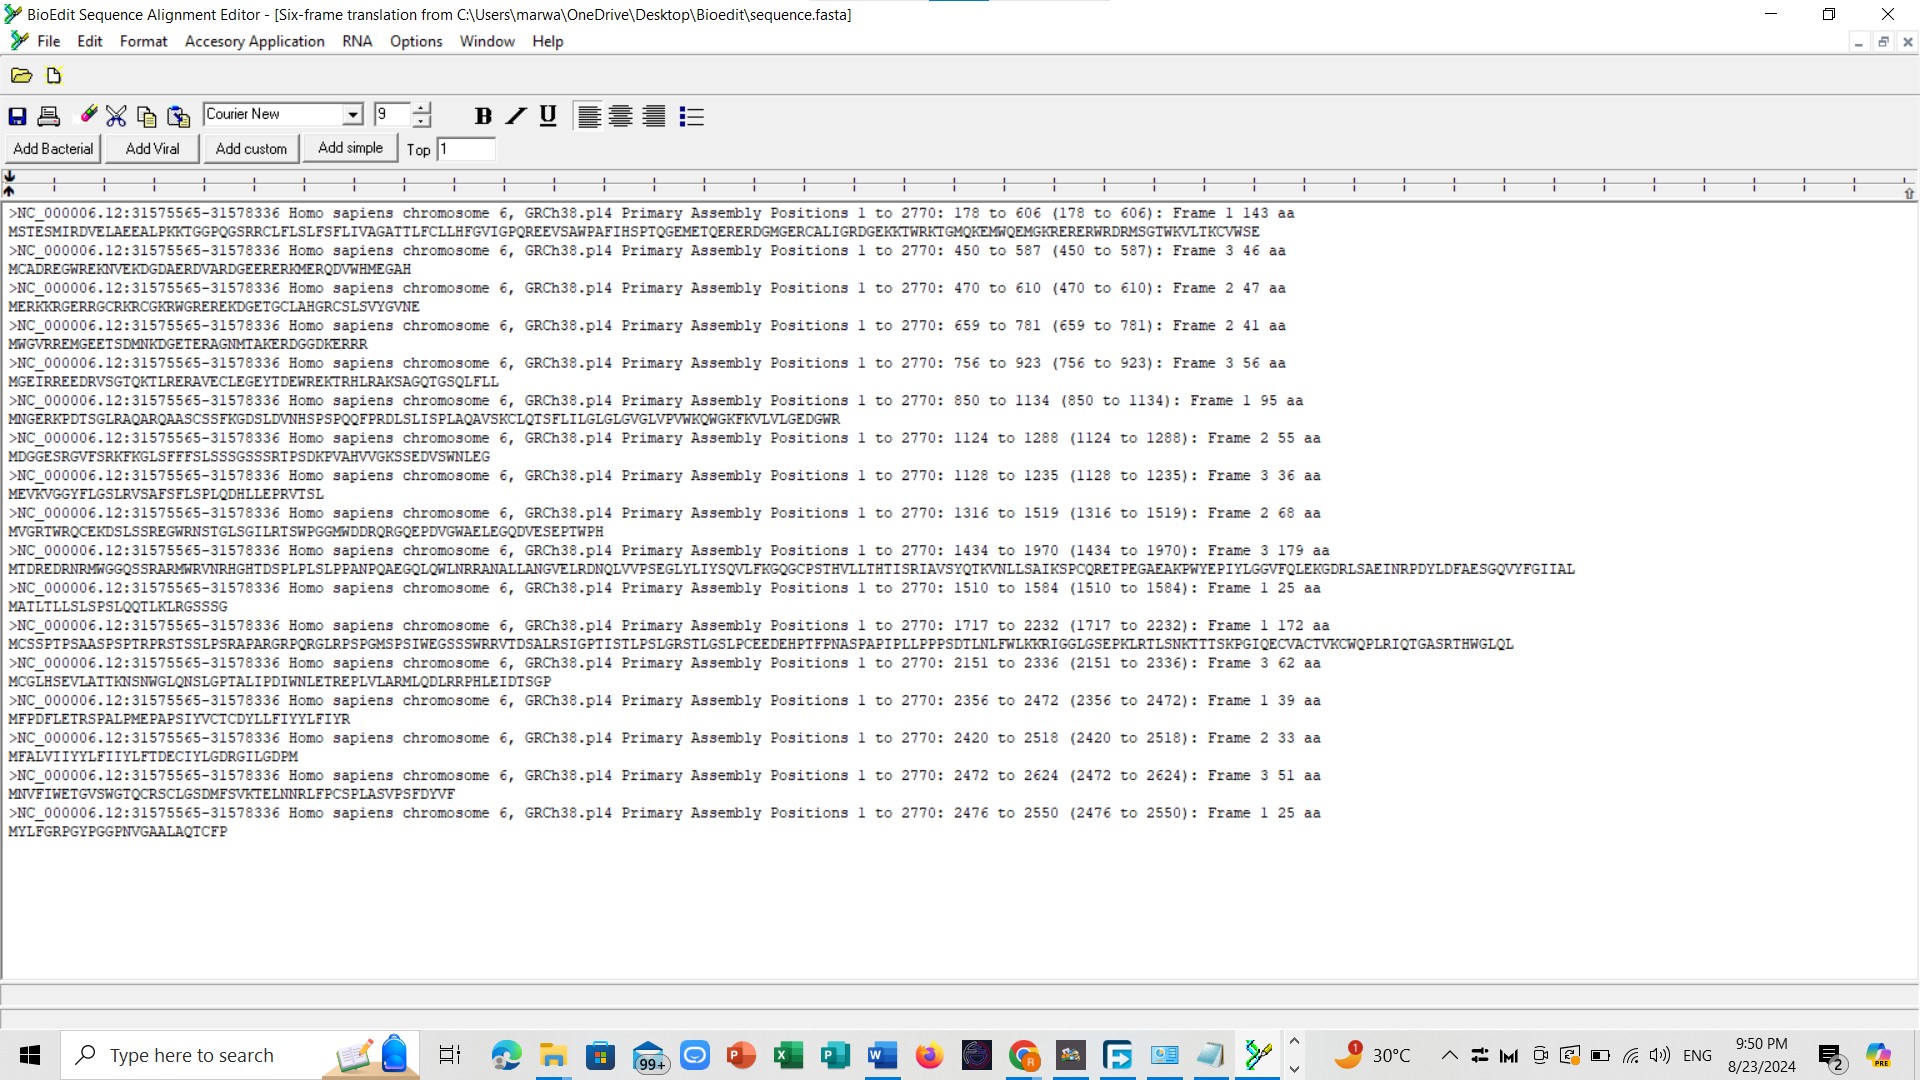 BioEdit Sequence Alignment Editor - [Six-frame translation from C:\Users\marwa\OneDrive\Desktop\Bioedit\sequence.fasta]
File Edit Format Accesory Application RNA Options Window Help
Courier New 9 B U
Add Bacterial Add Viral Add custom Add simple Top 1
>NC_000006.12:31575565-31578336 Homo sapiens chromosome 6, GRCh38.p14 Primary Assembly Positions 1 to 2770: 178 to 606 (178 to 606): Frame 1 143 aa
MSTESMIRDVELAEEALPKKTGGPQGSRRCLFLSLFSFLIVAGATTLFCLLHFGVIGPQREEVSAWPAFIHSPTQGEMETQERERDGMGERCALIGRDGEKKTWRKTGMQKEMWQEMGKRERERWRDRMSGTWKVLTKCVWSE
>NC_000006.12:31575565-31578336 Homo sapiens chromosome 6, GRCh38.p14 Primary Assembly Positions 1 to 2770: 450 to 587 (450 to 587): Frame 3 46 aa
MCADREGWREKNVEKDGDAERDVARDGEERERKMERQDVWHMEGAH
>NC_000006.12:31575565-31578336 Homo sapiens chromosome 6, GRCh38.p14 Primary Assembly Positions 1 to 2770: 470 to 610 (470 to 610): Frame 2 47 aa
MERKKRGERRGCRKRCGKRWGREREKDGETGCLAHGRCSLSVYGVNE
>NC_000006.12:31575565-31578336 Homo sapiens chromosome 6, GRCh38.p14 Primary Assembly Positions 1 to 2770: 659 to 781 (659 to 781): Frame 2 41 aa
MWGVRREMGEETSDMNKDGETERAGNMTAKERDGGDKERRR
>NC_000006.12:31575565-31578336 Homo sapiens chromosome 6, GRCh38.p14 Primary Assembly Positions 1 to 2770: 756 to 923 (756 to 923): Frame 3 56 aa
MGEIRREEDRVSGTQKTLRERAVECLEGEYTDEWREKTRHLRAKSAGQTGSQLFLL
>NC_000006.12:31575565-31578336 Homo sapiens chromosome 6, GRCh38.p14 Primary Assembly Positions 1 to 2770: 850 to 1134 (850 to 1134): Frame 1 95 aa
MNGERKPDTSGLRAQARQAASCSSFKGDSLDVNHSPSPQQFPRDLSLISPLAQAVSKCLQTSFLILGLGLGVGLVPVWKQWGKFKVLVLGEDGWR
>NC_000006.12:31575565-31578336 Homo sapiens chromosome 6, GRCh38.p14 Primary Assembly Positions 1 to 2770: 1124 to 1288 (1124 to 1288): Frame 2 55 aa
MDGGESRGVFSRKFKGLSFFFSLSSSGSSSRTPSDKPVAHVVGKSSEDVSWNLEG
>NC_000006.12:31575565-31578336 Homo sapiens chromosome 6, GRCh38.p14 Primary Assembly Positions 1 to 2770: 1128 to 1235 (1128 to 1235): Frame 3 36 aa
MEVKVGGYFLGSLRVSAFSFLSPLQDHLLEPRVTSL
>NC_000006.12:31575565-31578336 Homo sapiens chromosome 6, GRCh38.p14 Primary Assembly Positions 1 to 2770: 1316 to 1519 (1316 to 1519): Frame 2 68 aa
MVGRTWRQCEKDSLSSREGWRNSTGLSGILRTSWPGGMWDDRQRGQEPDVGWAELEGQDVESEPTWPH
>NC_000006.12:31575565-31578336 Homo sapiens chromosome 6, GRCh38.p14 Primary Assembly Positions 1 to 2770: 1434 to 1970 (1434 to 1970): Frame 3 179 aa
MTDREDRNRMWGGQSSRARMWRVNRHGHTDSPLPLSLPPANPQAEGQLQWLNRRANALLANGVELRDNQLVVPSEGLYLIYSQVLFKGQGCPSTHVLLTHTISRIAVSYQTKVNLLSAIKSPCQRETPEGAEAKPWYEPIYLGGVFQLEKGDRLSAEINRPDYLDFAESGQVYFGIIAL
>NC_000006.12:31575565-31578336 Homo sapiens chromosome 6, GRCh38.p14 Primary Assembly Positions 1 to 2770: 1510 to 1584 (1510 to 1584): Frame 1 25 aa
MATLTLLSLSPSLQQTLKLRGSSSG
>NC_000006.12:31575565-31578336 Homo sapiens chromosome 6, GRCh38.p14 Primary Assembly Positions 1 to 2770: 1717 to 2232 (1717 to 2232): Frame 1 172 aa
MCSSPTPSAASPSPTRPRSTSSLPSRAPARGRPQRGLRPSPGMSPSIWEGSSSWRRVTDSALRSIGPTISTLPSLGRSTLGSLPCEEDEHPTFPNASPAPIPLLPPPSDTLNLFWLKKRIGGLGSEPKLRTLSNKTTTSKPGIQECVACTVKCWQPLRIQTGASRTHWGLQL
>NC_000006.12:31575565-31578336 Homo sapiens chromosome 6, GRCh38.p14 Primary Assembly Positions 1 to 2770: 2151 to 2336 (2151 to 2336): Frame 3 62 aa
MCGLHSEVLATTKNSNWGLQNSLGPTALIPDIWNLETREPLVLARMLQDLRRPHLEIDTSGP
>NC_000006.12:31575565-31578336 Homo sapiens chromosome 6, GRCh38.p14 Primary Assembly Positions 1 to 2770: 2356 to 2472 (2356 to 2472): Frame 1 39 aa
MFPDFLETRSPALPMEPAPSIYVCTCDYLLFIYYLFIYR
>NC_000006.12:31575565-31578336 Homo sapiens chromosome 6, GRCh38.p14 Primary Assembly Positions 1 to 2770: 2420 to 2518 (2420 to 2518): Frame 2 33 aa
MFALVIIYYLFIIYLFTDECIYLGDRGILGDPM
>NC_000006.12:31575565-31578336 Homo sapiens chromosome 6, GRCh38.p14 Primary Assembly Positions 1 to 2770: 2472 to 2624 (2472 to 2624): Frame 3 51 aa
MNVFIWETGVSWGTQCRSCLGSDMFSVKTELNNRLFPCSPLASVPSFDYVF
>NC_000006.12:31575565-31578336 Homo sapiens chromosome 6, GRCh38.p14 Primary Assembly Positions 1 to 2770: 2476 to 2550 (2476 to 2550): Frame 1 25 aa
MYLFGRPGYPGGPNVGAALAQTCFP
Type here to search 99+ 1 30°C ENG 9:50 PM 2 PRE
8/23/2024